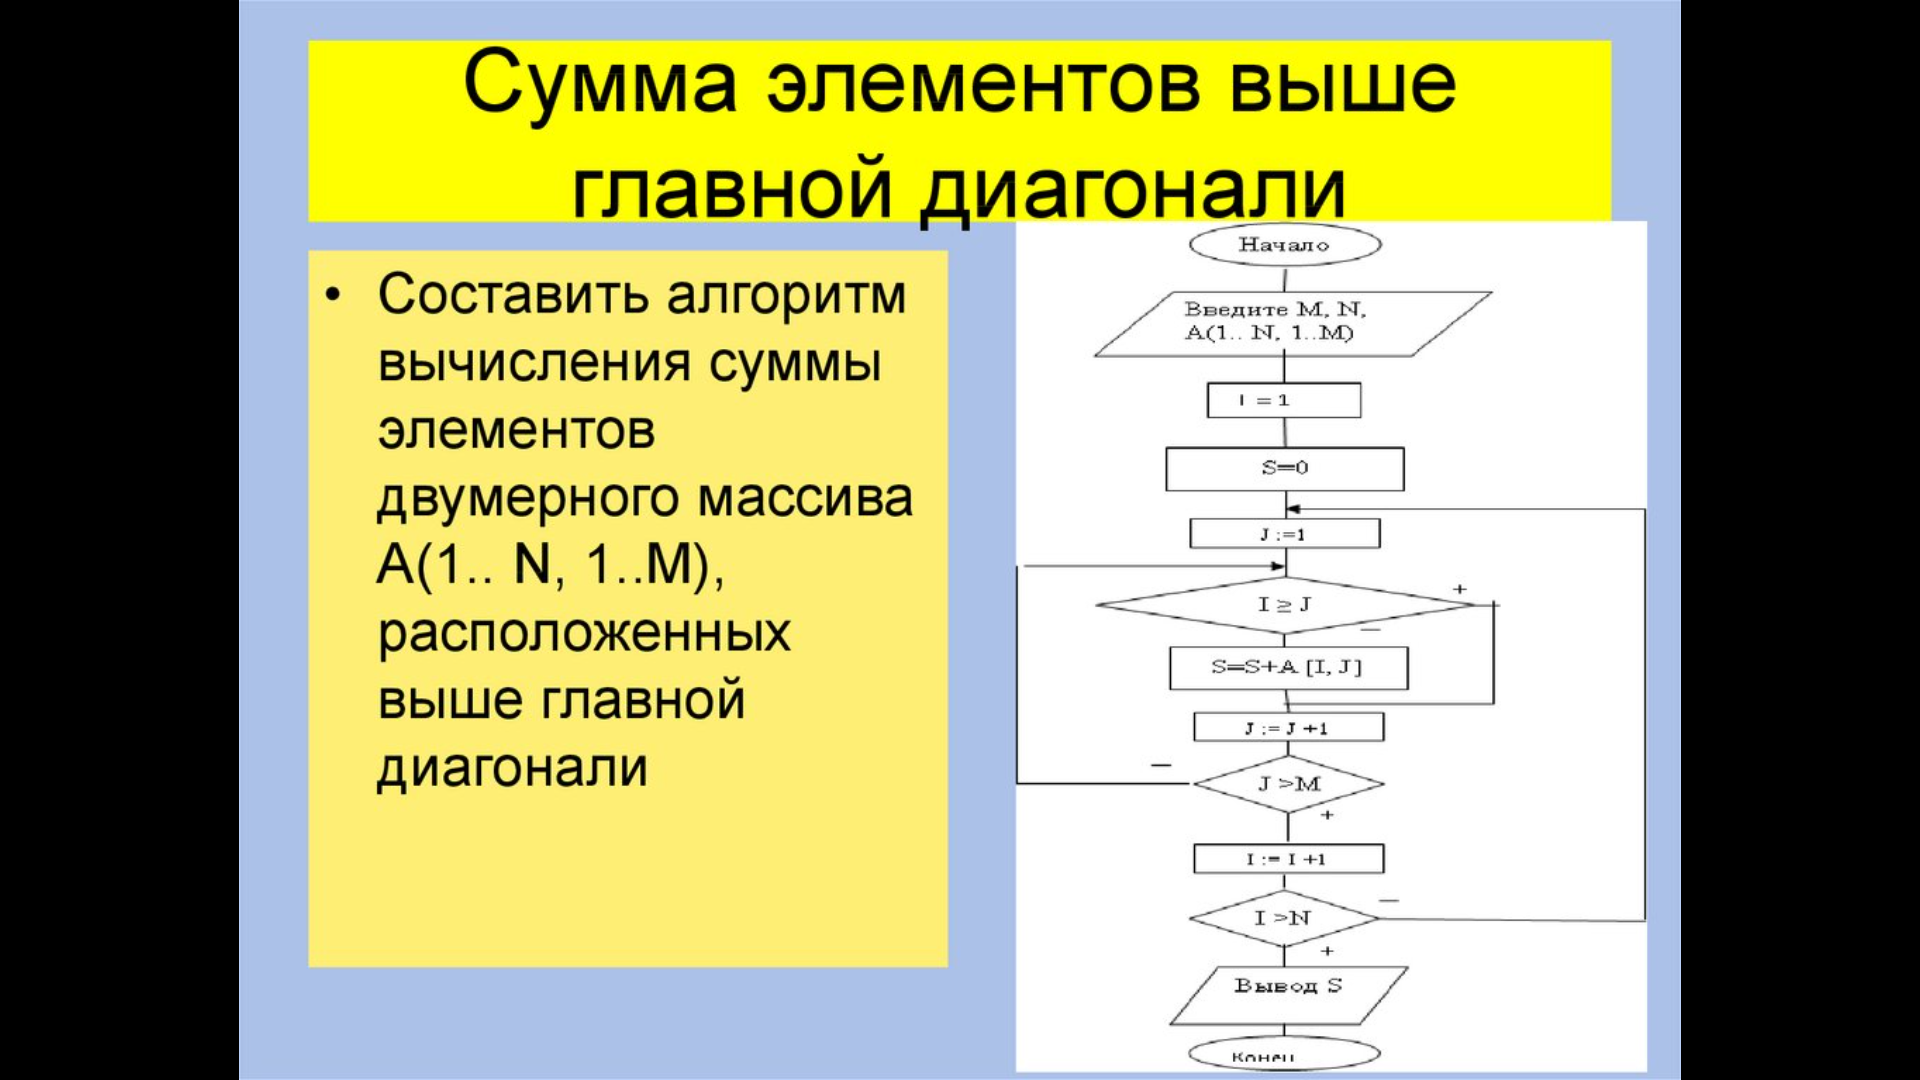 Сумма элементов выше
главной диагонали
• Составить алгоритм
вычисления суммы
элементов
двумерного массива
A(1.. N, 1..M),
расположенных
выше главной
диагонали
Начало
Введите M, N,
A(1.. N, 1..M)
I = 1
S=0
J :=1
I ≥ J
+
−
S=S+A [I, J]
J := J +1
−
J >M
+
I := I +1
−
I >N
+
Вывод S
Конец